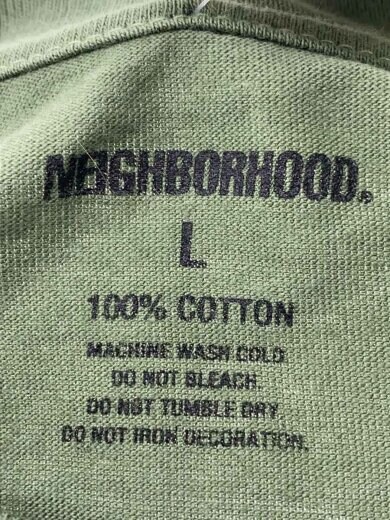 NEIGHBORHOOD®
L
100% COTTON
MACHINE WASH COLD
DO NOT BLEACH.
DO NOT TUMBLE DRY.
DO NOT IRON DECORATION.